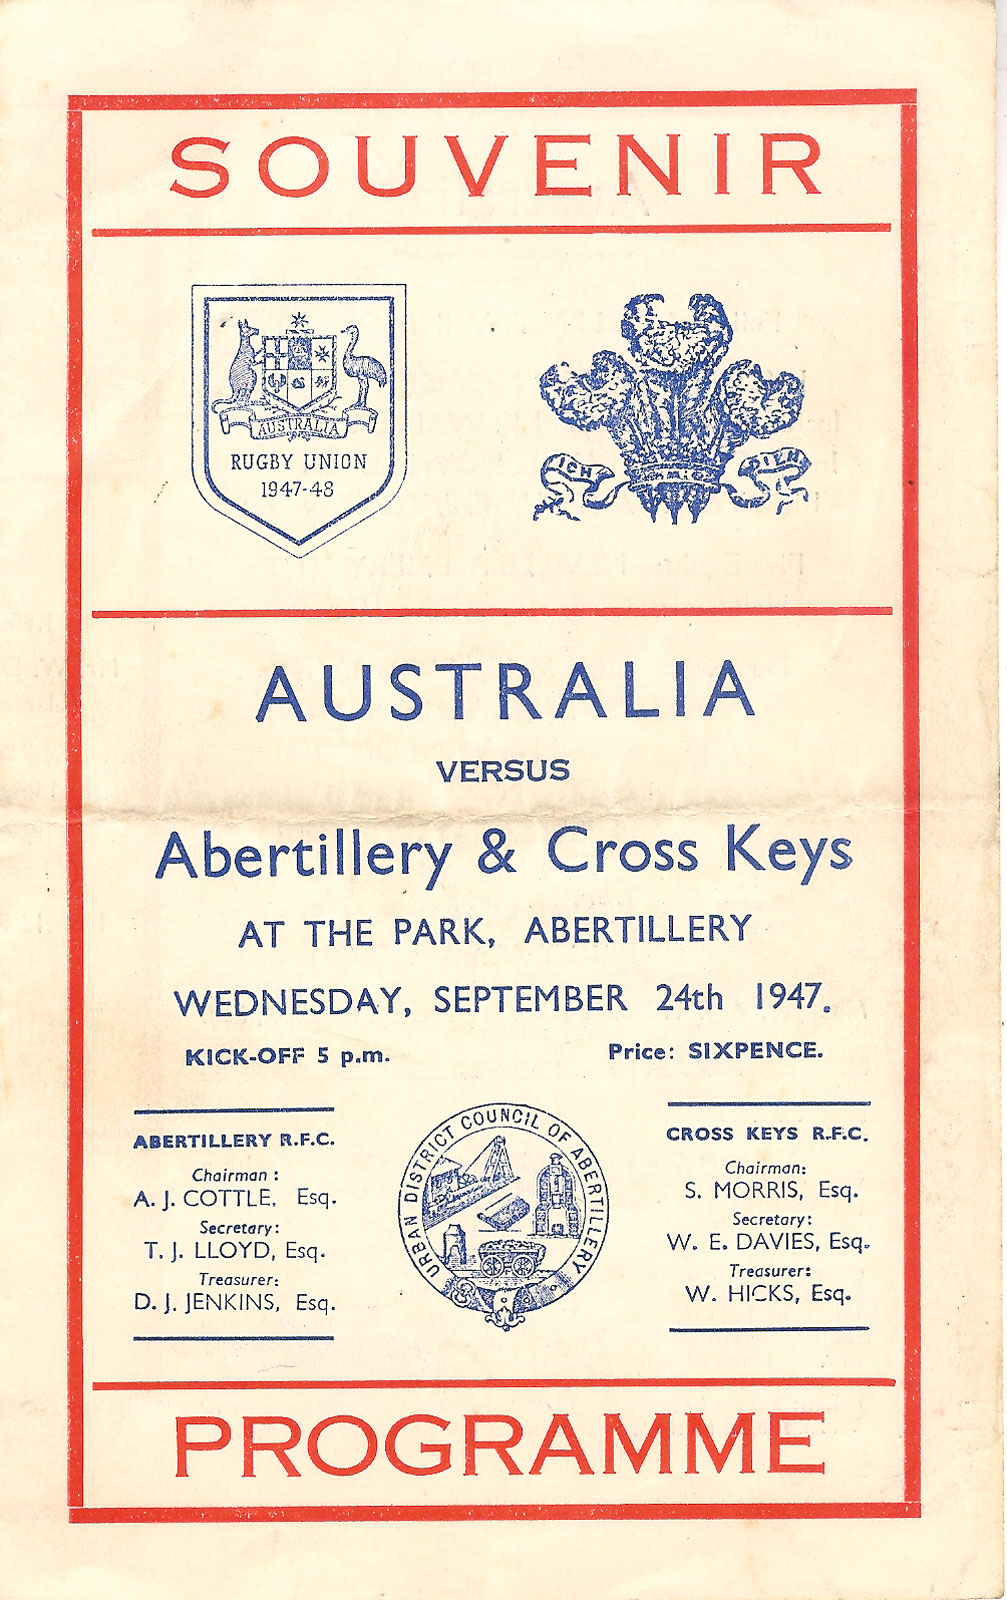 SOUVENIR
AUSTRALIA
RUGBY UNION
1947-48
ICH DIEN
AUSTRALIA
VERSUS
Abertillery & Cross Keys
AT THE PARK, ABERTILLERY
WEDNESDAY, SEPTEMBER 24th 1947.
KICK-OFF 5 p.m.
Price: SIXPENCE.
ABERTILLERY R.F.C.
Chairman:
A. J. COTTLE, Esq.
Secretary:
T. J. LLOYD, Esq.
Treasurer:
D. J. JENKINS, Esq.
URBAN DISTRICT COUNCIL OF ABERTILLERY
CROSS KEYS R.F.C.
Chairman:
S. MORRIS, Esq.
Secretary:
W. E. DAVIES, Esq.
Treasurer:
W. HICKS, Esq.
PROGRAMME